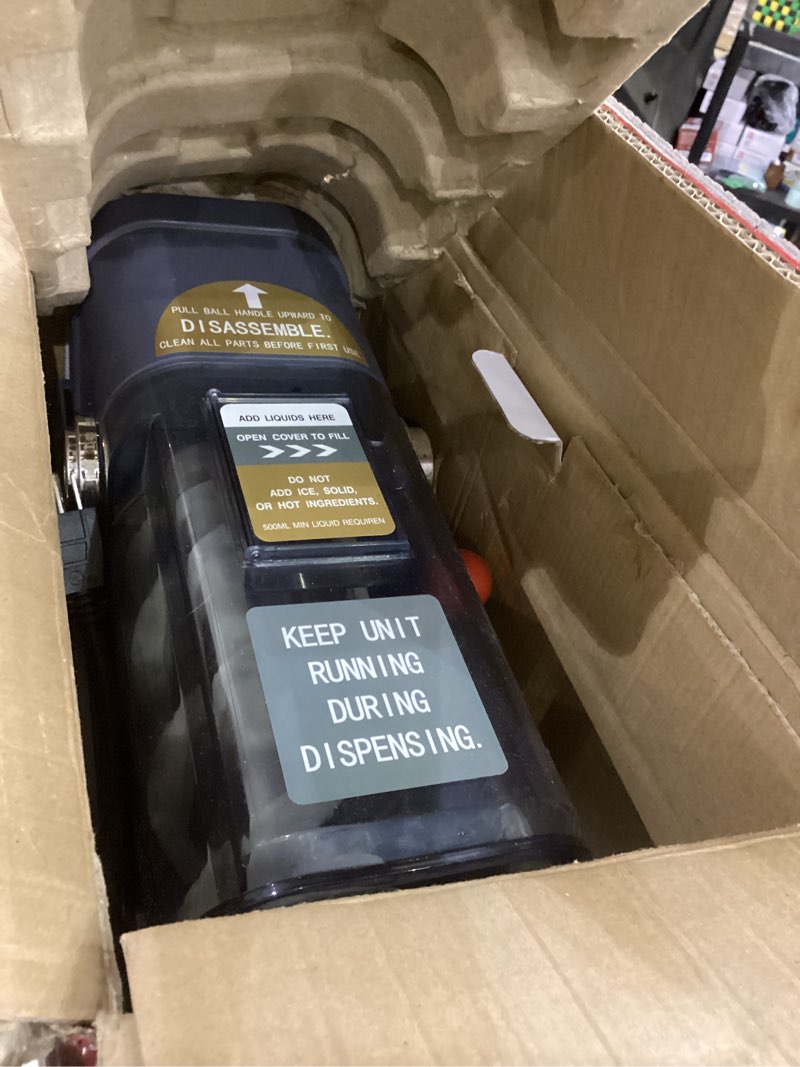 PULL BALL HANDLE UPWARD TO
DISASSEMBLE.
CLEAN ALL PARTS BEFORE FIRST USE
ADD LIQUIDS HERE
OPEN COVER TO FILL
DO NOT
ADD ICE, SOLID,
OR HOT INGREDIENTS.
500ML MIN LIQUID REQUIREN
KEEP UNIT
RUNNING
DURING
DISPENSING.